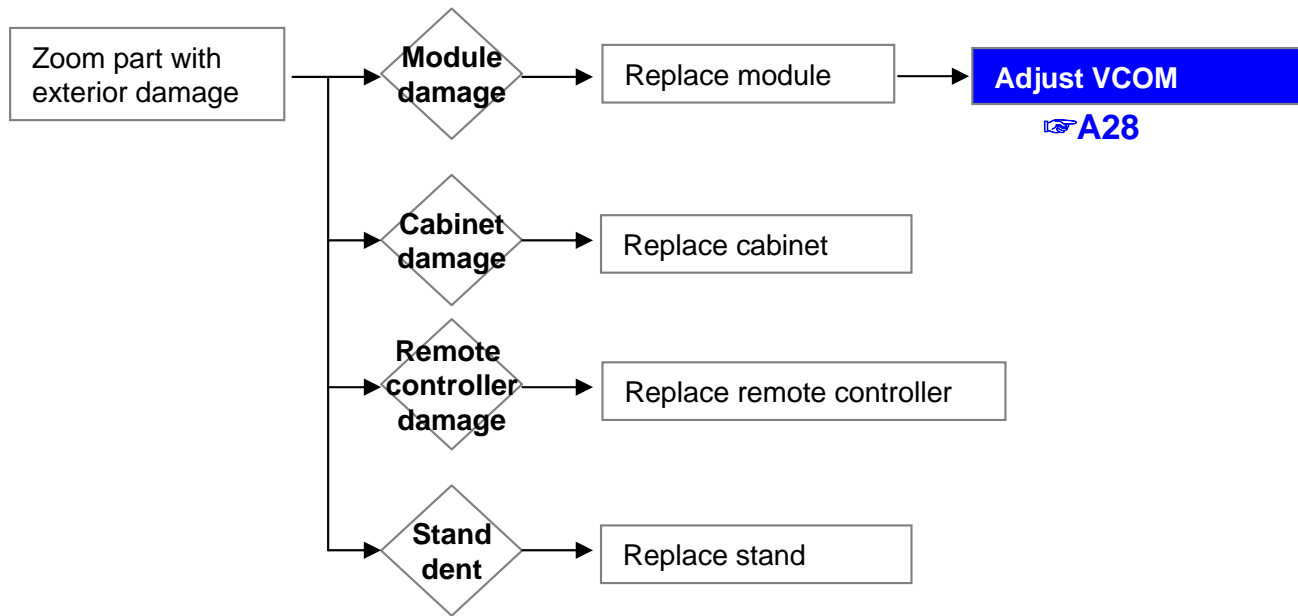 Zoom part with
exterior damage
Module
damage
Replace module
Adjust VCOM
☞A28
Cabinet
damage
Replace cabinet
Remote
controller
damage
Replace remote controller
Stand
dent
Replace stand